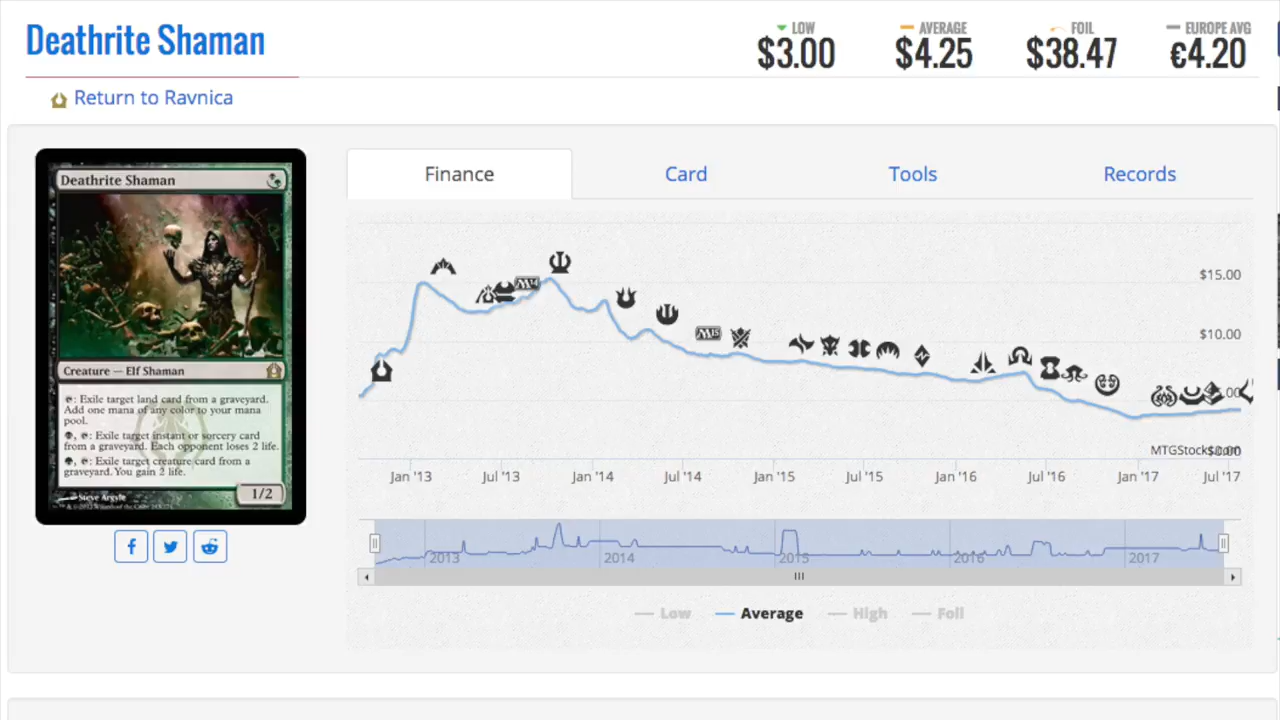 Deathrite Shaman
LOW
$3.00
AVERAGE
$4.25
FOIL
$38.47
EUROPE AVG
€4.20
Return to Ravnica
Deathrite Shaman
Creature — Elf Shaman
: Exile target land card from a graveyard.
Add one mana of any color to your mana
pool.
, : Exile target instant or sorcery card
from a graveyard. Each opponent loses 2 life.
, : Exile target creature card from a
graveyard. You gain 2 life.
Steve Argyle
1/2
Finance
Card
Tools
Records
M14
M15
$15.00
$10.00
MTGStocks.com
Jan '13
Jul '13
Jan '14
Jul '14
Jan '15
Jul '15
Jan '16
Jul '16
Jan '17
Jul '17
2013
2014
2015
2016
2017
Low
Average
High
Foil